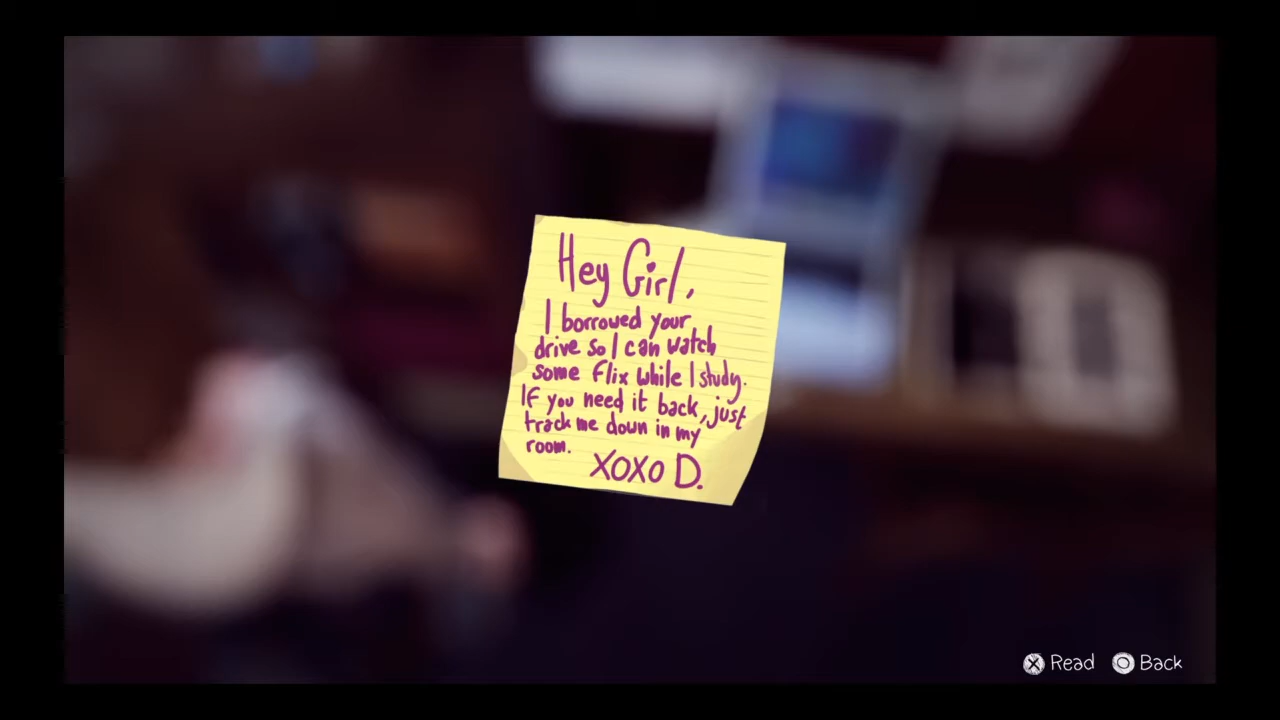 Hey Girl,
I borrowed your
drive so I can watch
some flix while I study.
If you need it back, just
track me down in my
room.
XOXO D.
Read Back